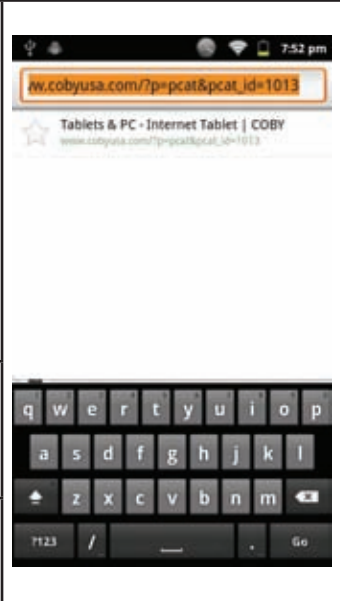 7:52 pm
w.cobyusa.com/?p=pcat&pcat_id=1013
Tablets & PC - Internet Tablet | COBY
www.cobyusa.com/?p=pcat&pcat_id=1013
q w e r t y u i o p
a s d f g h j k l
z x c v b n m
?123 / . Go